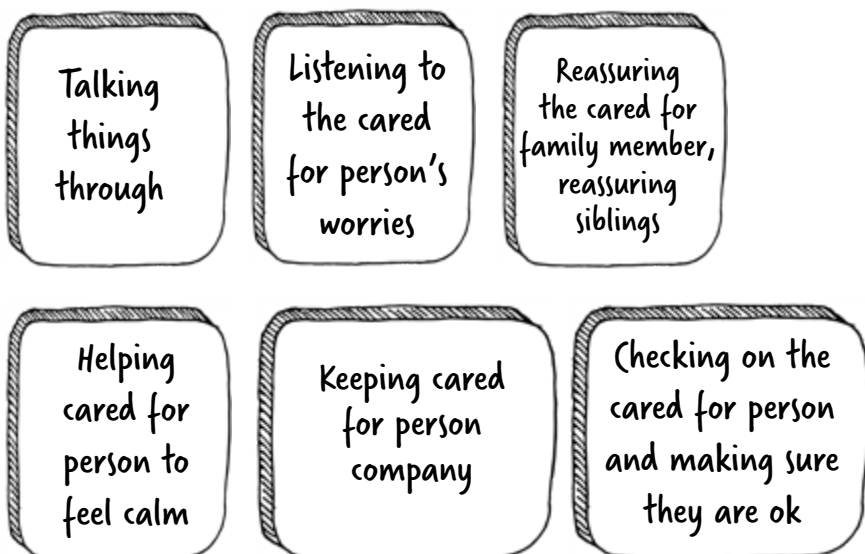 Talking
things
through
Listening to
the cared
for person's
worries
Reassuring
the cared for
family member,
reassuring
siblings
Helping
cared for
person to
feel calm
Keeping cared
for person
company
Checking on the
cared for person
and making sure
they are ok